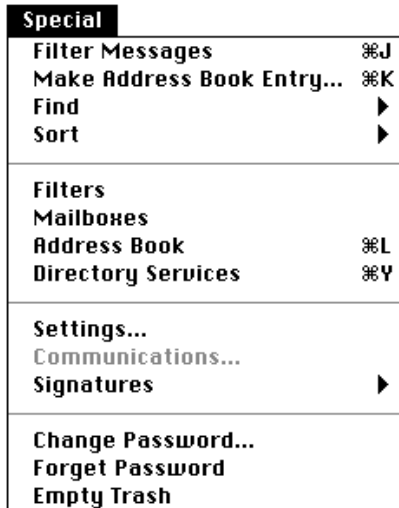 Special
Filter Messages ⌘J
Make Address Book Entry... ⌘K
Find ▶
Sort ▶
Filters
Mailboxes
Address Book ⌘L
Directory Services ⌘Y
Settings...
Communications...
Signatures ▶
Change Password...
Forget Password
Empty Trash